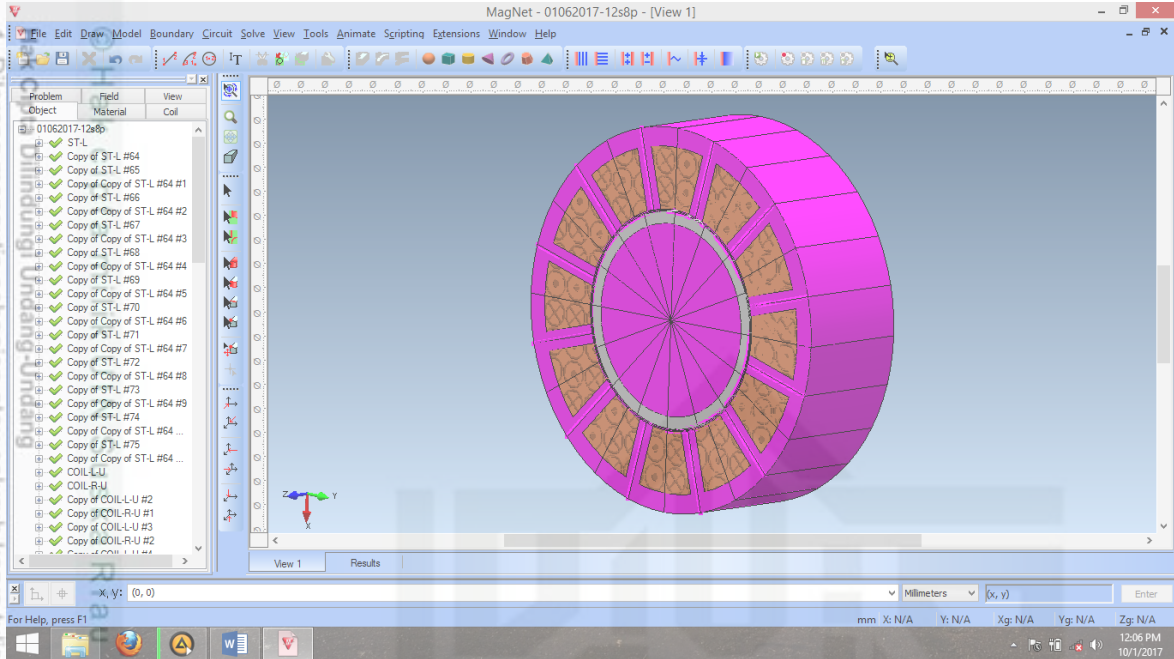 MagNet - 01062017-12s8p - [View 1]
File Edit Draw Model Boundary Circuit Solve View Tools Animate Scripting Extensions Window Help
Problem Field View
Object Material Coil
01062017-12s8p
ST-L
Copy of ST-L #64
Copy of ST-L #65
Copy of Copy of ST-L #64 #1
Copy of ST-L #66
Copy of Copy of ST-L #64 #2
Copy of ST-L #67
Copy of Copy of ST-L #64 #3
Copy of ST-L #68
Copy of Copy of ST-L #64 #4
Copy of ST-L #69
Copy of Copy of ST-L #64 #5
Copy of ST-L #70
Copy of Copy of ST-L #64 #6
Copy of ST-L #71
Copy of Copy of ST-L #64 #7
Copy of ST-L #72
Copy of Copy of ST-L #64 #8
Copy of ST-L #73
Copy of Copy of ST-L #64 #9
Copy of ST-L #74
Copy of Copy of ST-L #64 ...
Copy of ST-L #75
Copy of Copy of ST-L #64 ...
COIL-L-U
COIL-R-U
Copy of COIL-L-U #2
Copy of COIL-R-U #1
Copy of COIL-L-U #3
Copy of COIL-R-U #2
Z Y
X
View 1 Results
X, Y: (0, 0) Millimeters (x, y) Enter
For Help, press F1 mm X: N/A Y: N/A Xg: N/A Yg: N/A Zg: N/A
12:06 PM
10/1/2017
Dilindungi Undang-Undang
Riau